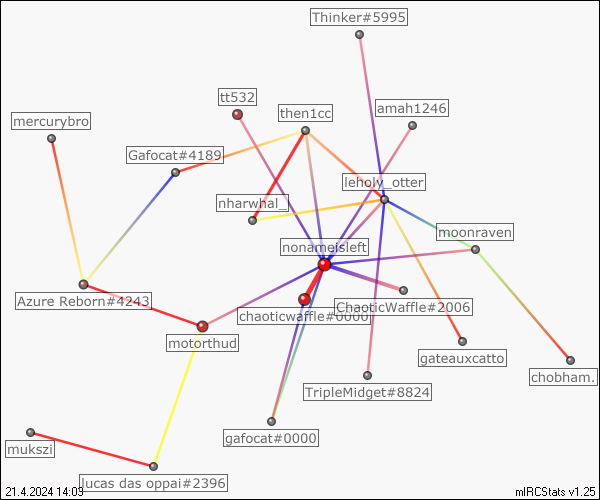 Thinker#5995
tt532
amah1246
mercurybro
then1cc
Gafocat#4189
leholy_otter
nharwhal_
moonraven
nonameisleft
Azure Reborn#4243
ChaoticWaffle#2006
chaoticwaffle#0000
motorthud
gateauxcatto
chobham.
TripleMidget#8824
gafocat#0000
mukszi
lucas das oppai#2396
21.4.2024 14:03
mIRCStats v1.25